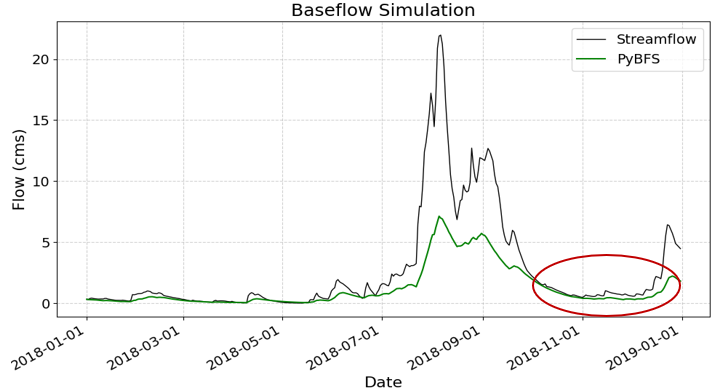 Baseflow Simulation
Streamflow
PyBFS
Flow (cms)
20
15
10
5
0
2018-01-01
2018-03-01
2018-05-01
2018-07-01
2018-09-01
2018-11-01
2019-01-01
Date